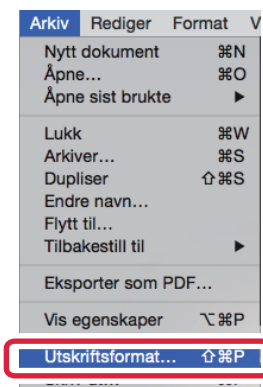 Arkiv Rediger Format V
Nytt dokument ⌘N
Åpne… ⌘O
Åpne sist brukte ▶
Lukk ⌘W
Arkiver… ⌘S
Dupliser ⇧⌘S
Endre navn…
Flytt til…
Tilbakestill til ▶
Eksporter som PDF…
Vis egenskaper ⌥⌘P
Utskriftsformat… ⇧⌘P